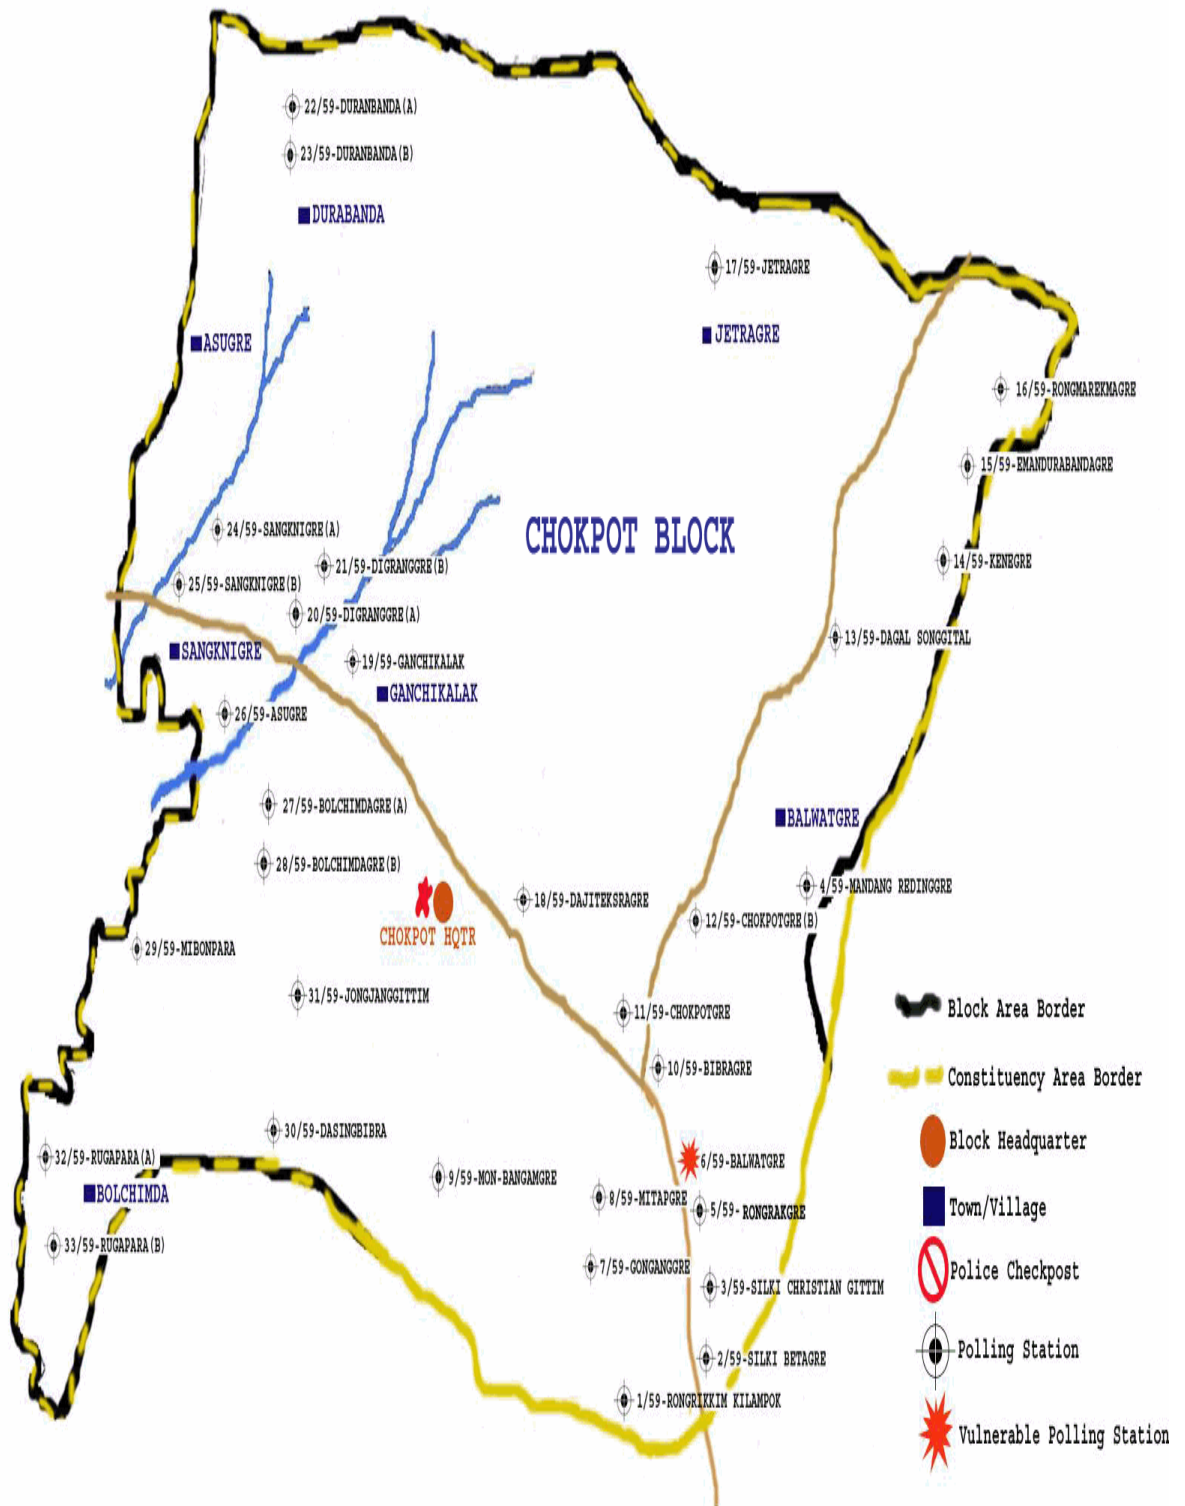 22/59-DURANBANDA(A)
23/59-DURANBANDA(B)
DURABANDA
17/59-JETRAGRE
JETRAGRE
ASUGRE
16/59-RONGMAREKMAGRE
15/59-EMANDURABANDAGRE
24/59-SANGKNIGRE(A)
CHOKPOT BLOCK
21/59-DIGRANGGRE(B)
14/59-KENEGRE
25/59-SANGKNIGRE(B)
20/59-DIGRANGGRE(A)
13/59-DAGAL SONGGITAL
SANGKNIGRE
19/59-GANCHIKALAK
GANCHIKALAK
26/59-ASUGRE
27/59-BOLCHIMDAGRE(A)
BALWATGRE
28/59-BOLCHIMDAGRE(B)
4/59-MANDANG REDINGGRE
18/59-DAJITEKSRAGRE
12/59-CHOKPOTGRE(B)
CHOKPOT HQTR
29/59-MIBONPARA
31/59-JONGJANGGITTIM
11/59-CHOKPOTGRE
Block Area Border
10/59-BIBRAGRE
Constituency Area Border
30/59-DASINGBIBRA
Block Headquarter
32/59-RUGAPARA(A)
6/59-BALWATGRE
9/59-MON-BANGAMGRE
BOLCHIMDA
8/59-MITAPGRE
5/59-RONGRAKGRE
Town/Village
33/59-RUGAPARA(B)
7/59-GONGANGGRE
Police Checkpost
3/59-SILKI CHRISTIAN GITTIM
2/59-SILKI BETAGRE
Polling Station
1/59-RONGRIKKIM KILAMPOK
Vulnerable Polling Station